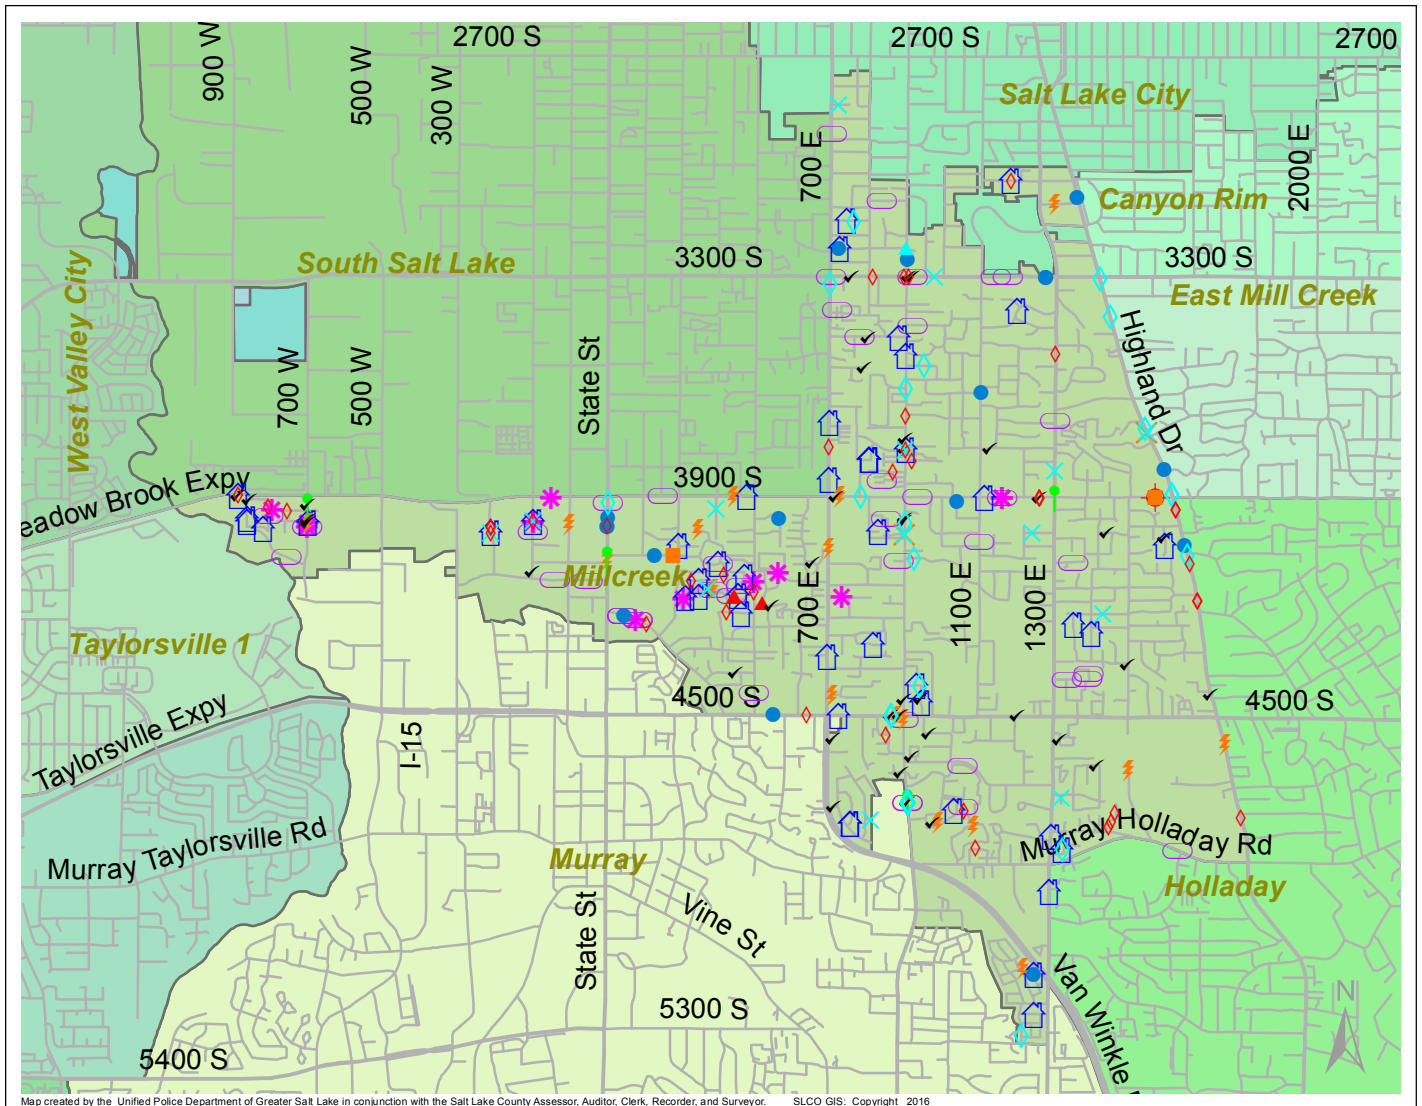 2700 S
2700 S
2700
900 W
500 W
300 W
Salt Lake City
700 E
2000 E
Canyon Rim
South Salt Lake
3300 S
3300 S
West Valley City
East Mill Creek
Highland Dr
State St
700 W
500 W
3900 S
eadow Brook Expy
Millcreek
700 E
1100 E
1300 E
Taylorsville 1
4500 S
4500 S
Taylorsville Expy
I-15
Murray Taylorsville Rd
Murray Holladay Rd
Murray
Holladay
Vine St
State St
Van Winkle
5300 S
N
5400 S
Map created by the Unified Police Department of Greater Salt Lake in conjunction with the Salt Lake County Assessor, Auditor, Clerk, Recorder, and Surveyor. SLCO GIS: Copyright 2016